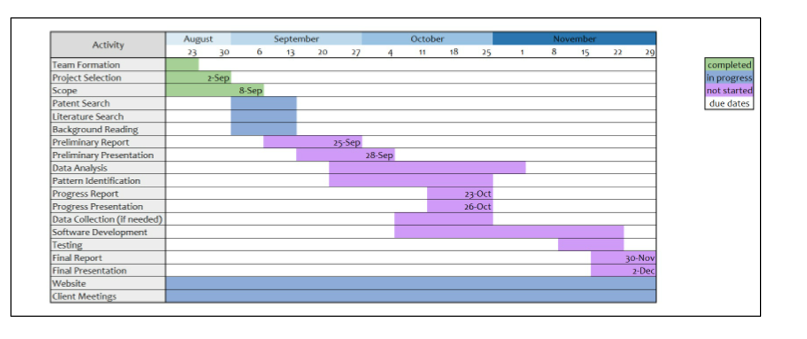 Activity August September October November
23 30 6 13 20 27 4 11 18 25 1 8 15 22 29
Team Formation
Project Selection 2-Sep
Scope 8-Sep
Patent Search
Literature Search
Background Reading
Preliminary Report 25-Sep
Preliminary Presentation 28-Sep
Data Analysis
Pattern Identification
Progress Report 23-Oct
Progress Presentation 26-Oct
Data Collection (if needed)
Software Development
Testing
Final Report 30-Nov
Final Presentation 2-Dec
Website
Client Meetings
completed
in progress
not started
due dates